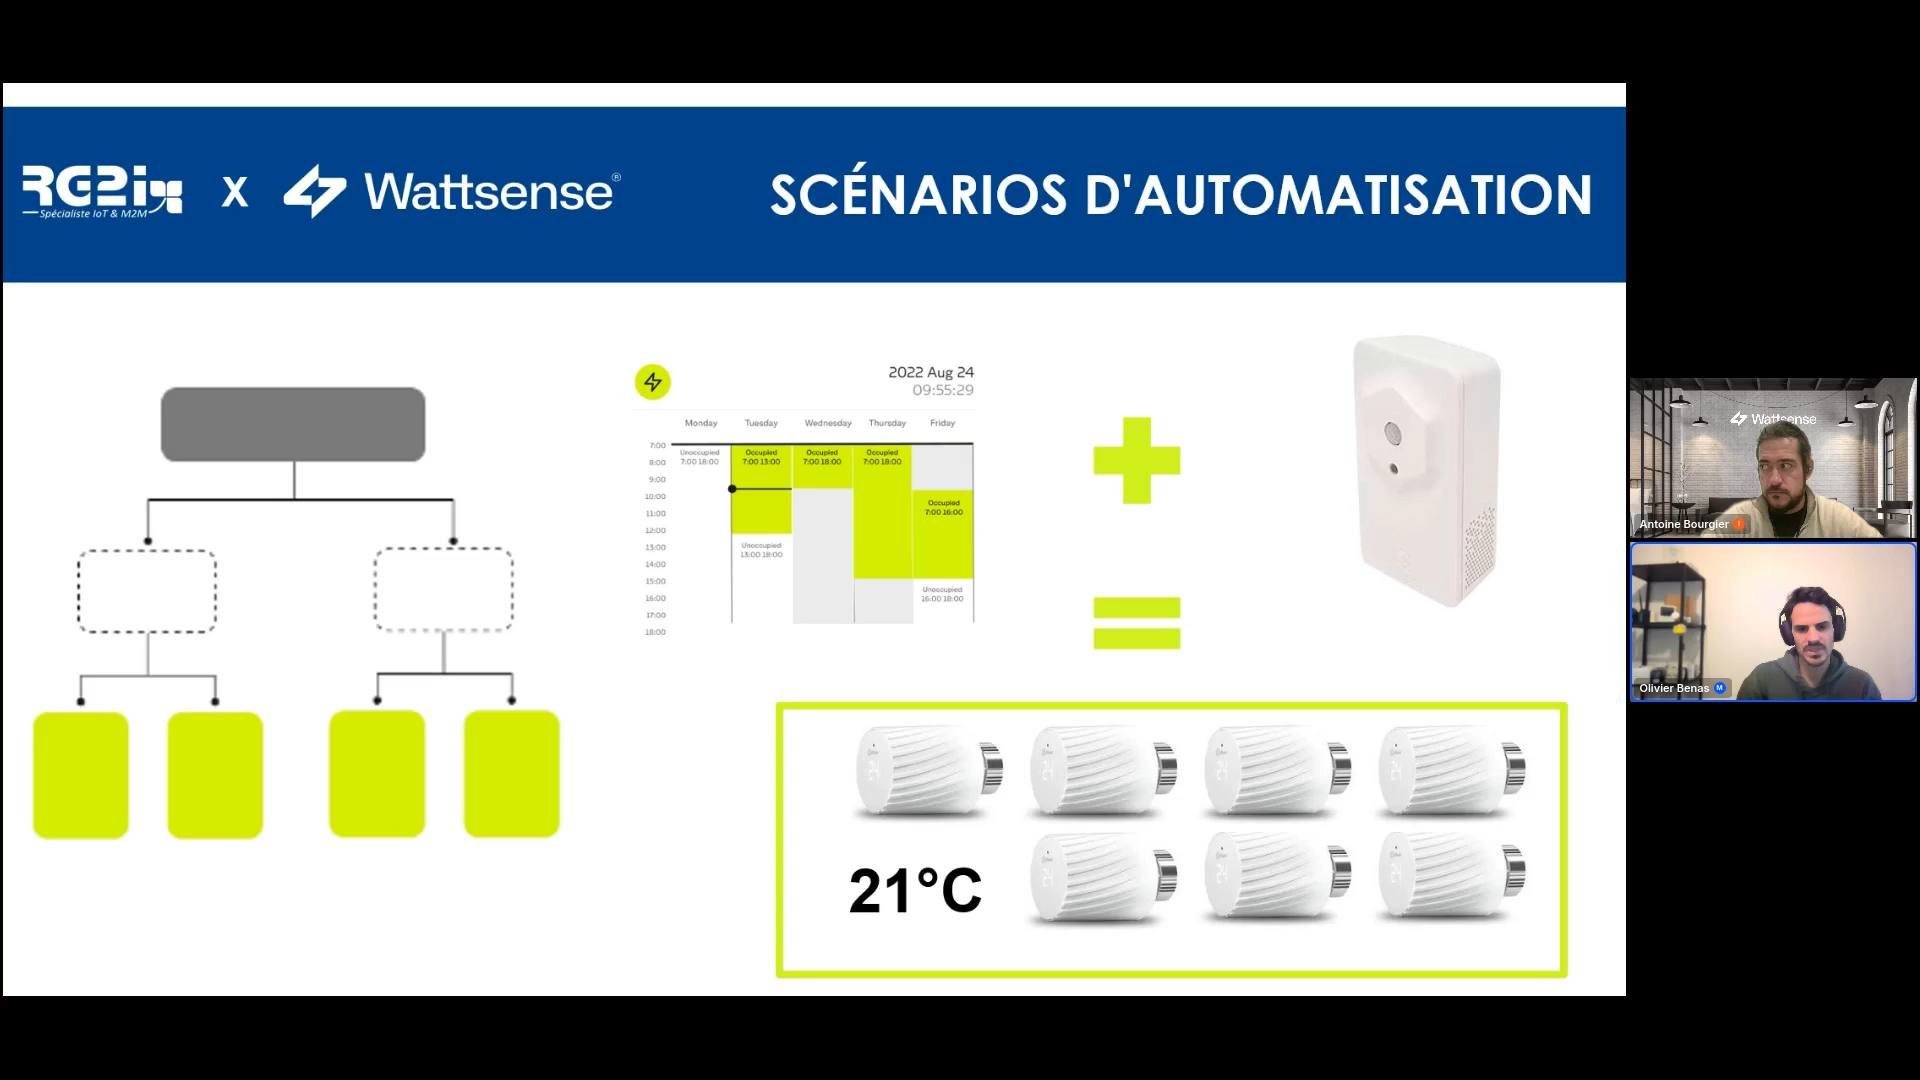 RG2i
Spécialiste IoT & M2M
X
Wattsense®
SCÉNARIOS D'AUTOMATISATION
2022 Aug 24
09:55:29
Monday Tuesday Wednesday Thursday Friday
7:00
8:00
9:00
10:00
11:00
12:00
13:00
14:00
15:00
16:00
17:00
18:00
Unoccupied
7:00 18:00
Occupied
7:00 13:00
Unoccupied
13:00 18:00
Occupied
7:00 18:00
Occupied
7:00 18:00
Occupied
7:00 16:00
Unoccupied
16:00 18:00
21°C
Wattsense
Antoine Bourgier
Olivier Benas M